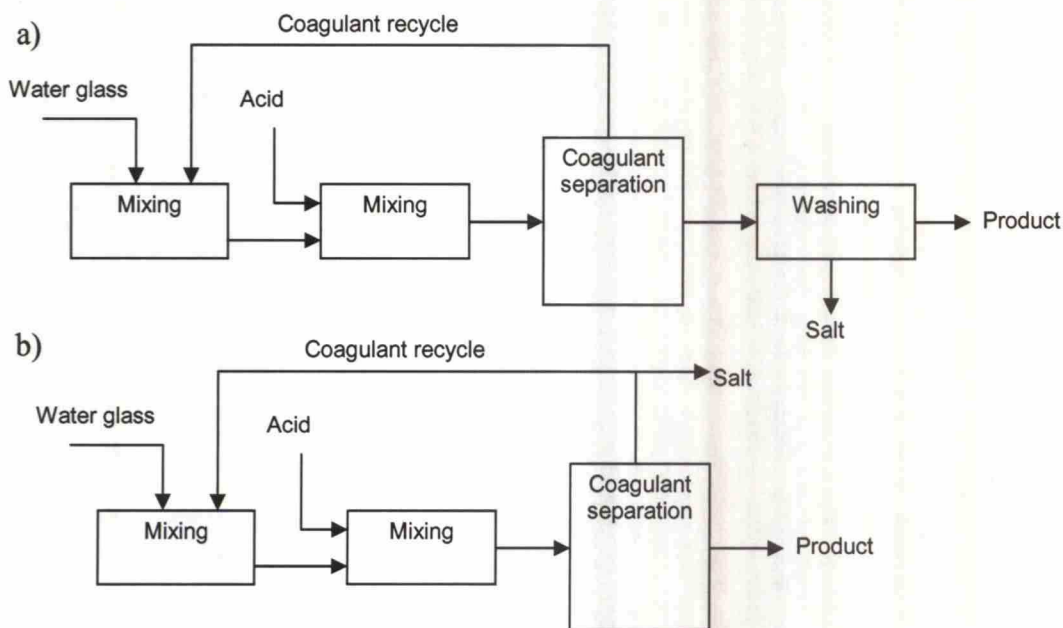 a)
Coagulant recycle
Water glass
Acid
Mixing
Mixing
Coagulant
separation
Washing
Product
Salt
b)
Coagulant recycle
Salt
Water glass
Acid
Mixing
Mixing
Coagulant
separation
Product